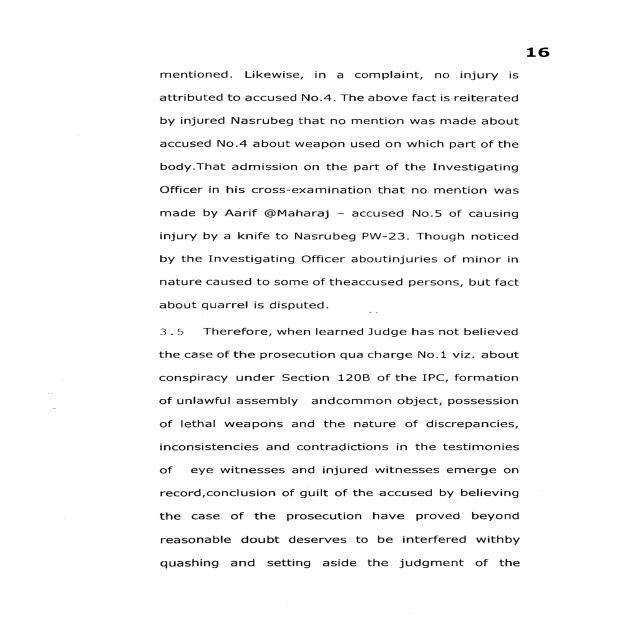 16
mentioned. Likewise, in a complaint, no injury is
attributed to accused No.4. The above fact is reiterated
by injured Nasrubeg that no mention was made about
accused No.4 about weapon used on which part of the
body.That admission on the part of the Investigating
Officer in his cross-examination that no mention was
made by Aarif @Maharaj – accused No.5 of causing
injury by a knife to Nasrubeg PW-23. Though noticed
by the Investigating Officer aboutinjuries of minor in
nature caused to some of theaccused persons, but fact
about quarrel is disputed.
3.5 Therefore, when learned Judge has not believed
the case of the prosecution qua charge No.1 viz. about
conspiracy under Section 120B of the IPC, formation
of unlawful assembly andcommon object, possession
of lethal weapons and the nature of discrepancies,
inconsistencies and contradictions in the testimonies
of eye witnesses and injured witnesses emerge on
record,conclusion of guilt of the accused by believing
the case of the prosecution have proved beyond
reasonable doubt deserves to be interfered withby
quashing and setting aside the judgment of the